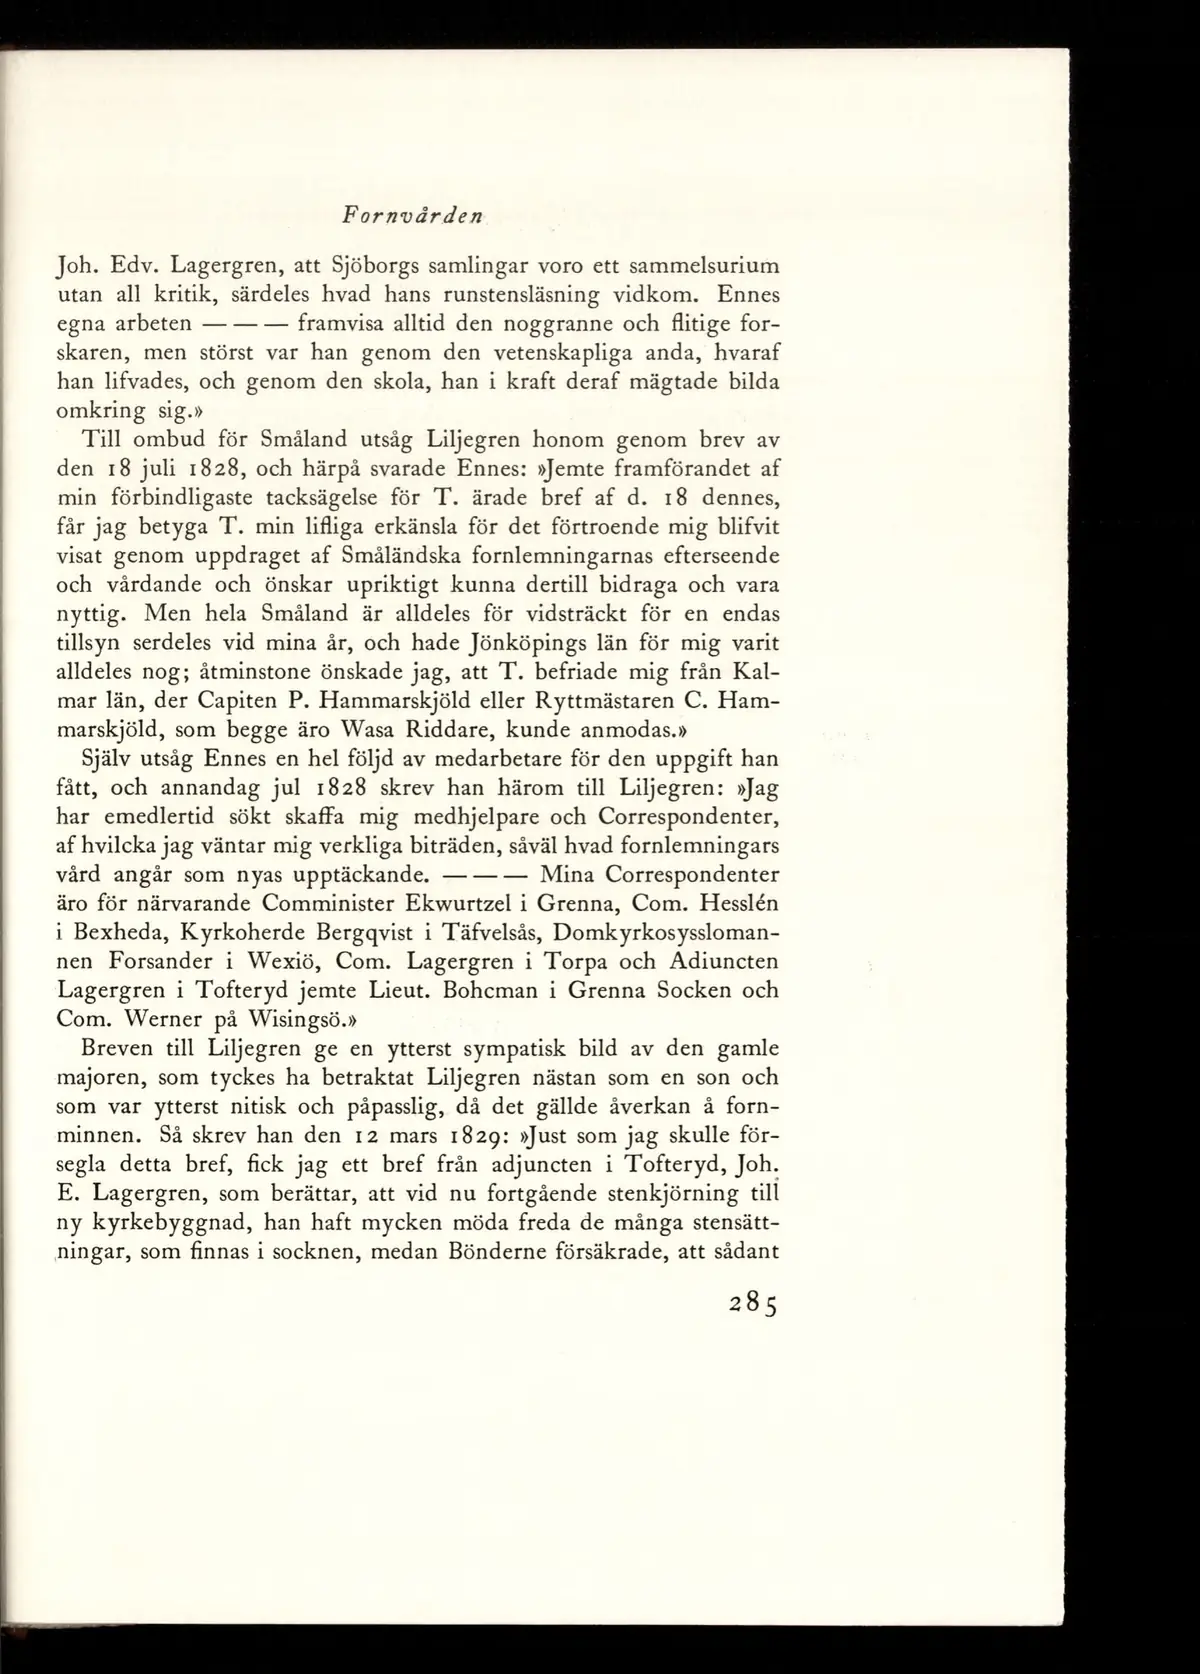 Fornvården
Joh. Edv. Lagergren, att Sjöborgs samlingar voro ett sammelsurium
utan all kritik, särdeles hvad hans runstensläsning vidkom. Ennes
egna arbeten — — — framvisa alltid den noggranne och flitige for-
skaren, men störst var han genom den vetenskapliga anda, hvaraf
han lifvades, och genom den skola, han i kraft deraf mägtade bilda
omkring sig.»
Till ombud för Småland utsåg Liljegren honom genom brev av
den 18 juli 1828, och härpå svarade Ennes: »Jemte framförandet af
min förbindligaste tacksägelse för T. ärade bref af d. 18 dennes,
får jag betyga T. min lifliga erkänsla för det förtroende mig blifvit
visat genom uppdraget af Småländska fornlemningarnas efterseende
och vårdande och önskar upriktigt kunna dertill bidraga och vara
nyttig. Men hela Småland är alldeles för vidsträckt för en endas
tillsyn serdeles vid mina år, och hade Jönköpings län för mig varit
alldeles nog; åtminstone önskade jag, att T. befriade mig från Kal-
mar län, der Capiten P. Hammarskjöld eller Ryttmästaren C. Ham-
marskjöld, som begge äro Wasa Riddare, kunde anmodas.»
Själv utsåg Ennes en hel följd av medarbetare för den uppgift han
fått, och annandag jul 1828 skrev han härom till Liljegren: »Jag
har emedlertid sökt skaffa mig medhjelpare och Correspondenter,
af hvilcka jag väntar mig verkliga biträden, såväl hvad fornlemningars
vård angår som nyas upptäckande. — — — Mina Correspondenter
äro för närvarande Comminister Ekwurtzel i Grenna, Com. Hesslén
i Bexheda, Kyrkoherde Bergqvist i Täfvelsås, Domkyrkosysslomann-
nen Forsander i Wexiö, Com. Lagergren i Torpa och Adiuncten
Lagergren i Tofteryd jemte Lieut. Bohcman i Grenna Socken och
Com. Werner på Wisingsö.»
Breven till Liljegren ge en ytterst sympatisk bild av den gamle
majoren, som tyckes ha betraktat Liljegren nästan som en son och
som var ytterst nitisk och påpasslig, då det gällde åverkan å forn-
minnen. Så skrev han den 12 mars 1829: »Just som jag skulle för-
segla detta bref, fick jag ett bref från adjuncten i Tofteryd, Joh.
E. Lagergren, som berättar, att vid nu fortgående stenkjörning till
ny kyrkebyggnad, han haft mycken möda freda de många stensätt-
ningar, som finnas i socknen, medan Bönderne försäkrade, att sådant
285